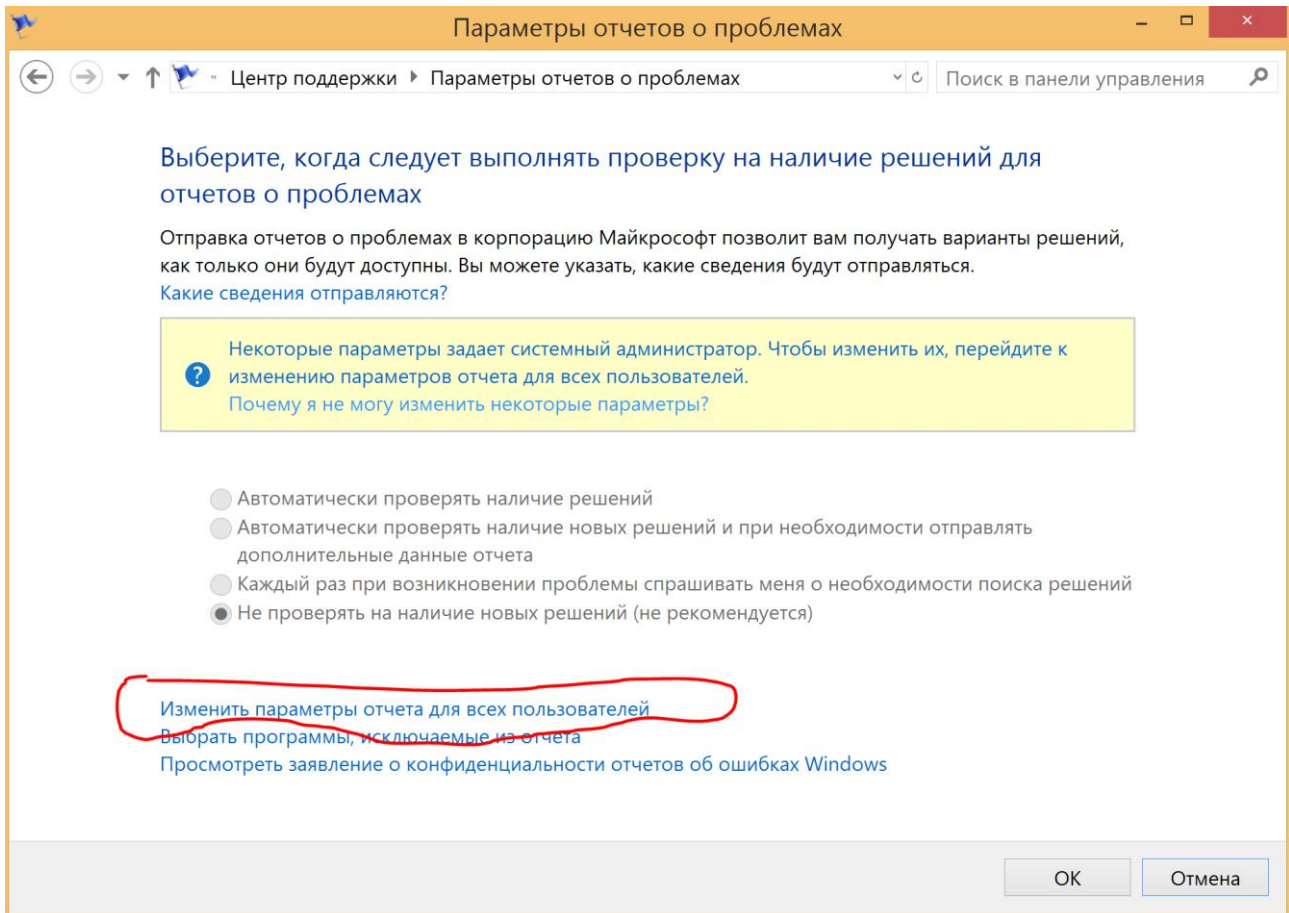 Параметры отчетов о проблемах
Центр поддержки Параметры отчетов о проблемах
Поиск в панели управления
Выберите, когда следует выполнять проверку на наличие решений для
отчетов о проблемах
Отправка отчетов о проблемах в корпорацию Майкрософт позволит вам получать варианты решений,
как только они будут доступны. Вы можете указать, какие сведения будут отправляться.
Какие сведения отправляются?
Некоторые параметры задает системный администратор. Чтобы изменить их, перейдите к
изменению параметров отчета для всех пользователей.
Почему я не могу изменить некоторые параметры?
Автоматически проверять наличие решений
Автоматически проверять наличие новых решений и при необходимости отправлять
дополнительные данные отчета
Каждый раз при возникновении проблемы спрашивать меня о необходимости поиска решений
Не проверять на наличие новых решений (не рекомендуется)
Изменить параметры отчета для всех пользователей
Выбрать программы, исключаемые из отчета
Просмотреть заявление о конфиденциальности отчетов об ошибках Windows
ОК
Отмена